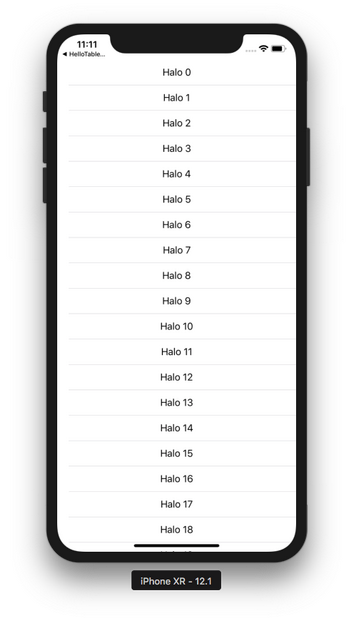 11:11
◀ HelloTable...
Halo 0
Halo 1
Halo 2
Halo 3
Halo 4
Halo 5
Halo 6
Halo 7
Halo 8
Halo 9
Halo 10
Halo 11
Halo 12
Halo 13
Halo 14
Halo 15
Halo 16
Halo 17
Halo 18
iPhone XR - 12.1